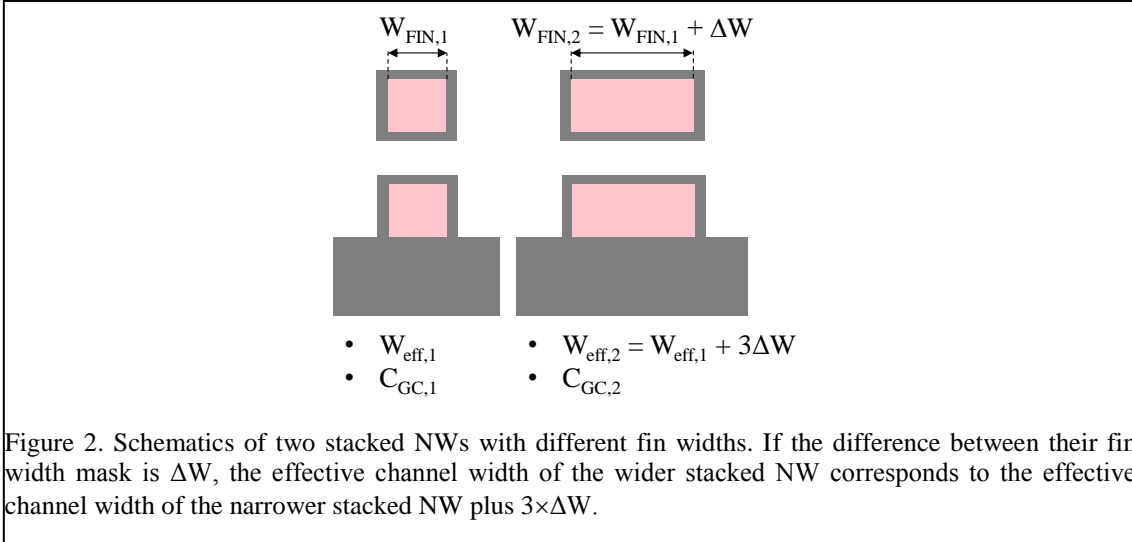 W_FIN,1
W_FIN,2 = W_FIN,1 + ΔW
• W_eff,1
• C_GC,1
• W_eff,2 = W_eff,1 + 3ΔW
• C_GC,2
Figure 2. Schematics of two stacked NWs with different fin widths. If the difference between their fin
width mask is ΔW, the effective channel width of the wider stacked NW corresponds to the effective
channel width of the narrower stacked NW plus 3×ΔW.